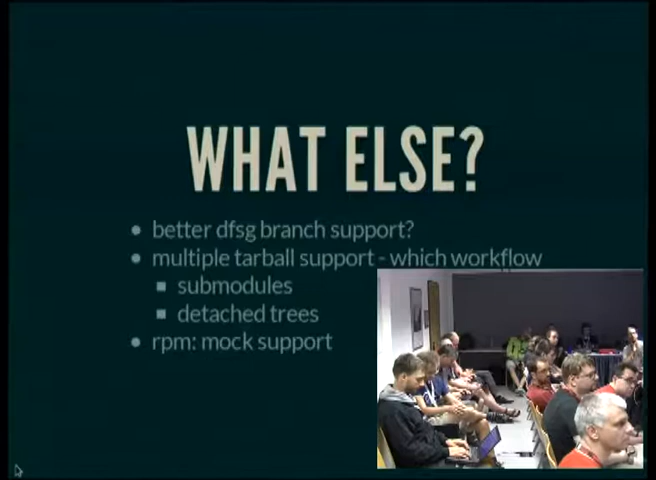 WHAT ELSE?
better dfsg branch support?
multiple tarball support - which workflow
submodules
detached trees
rpm: mock support